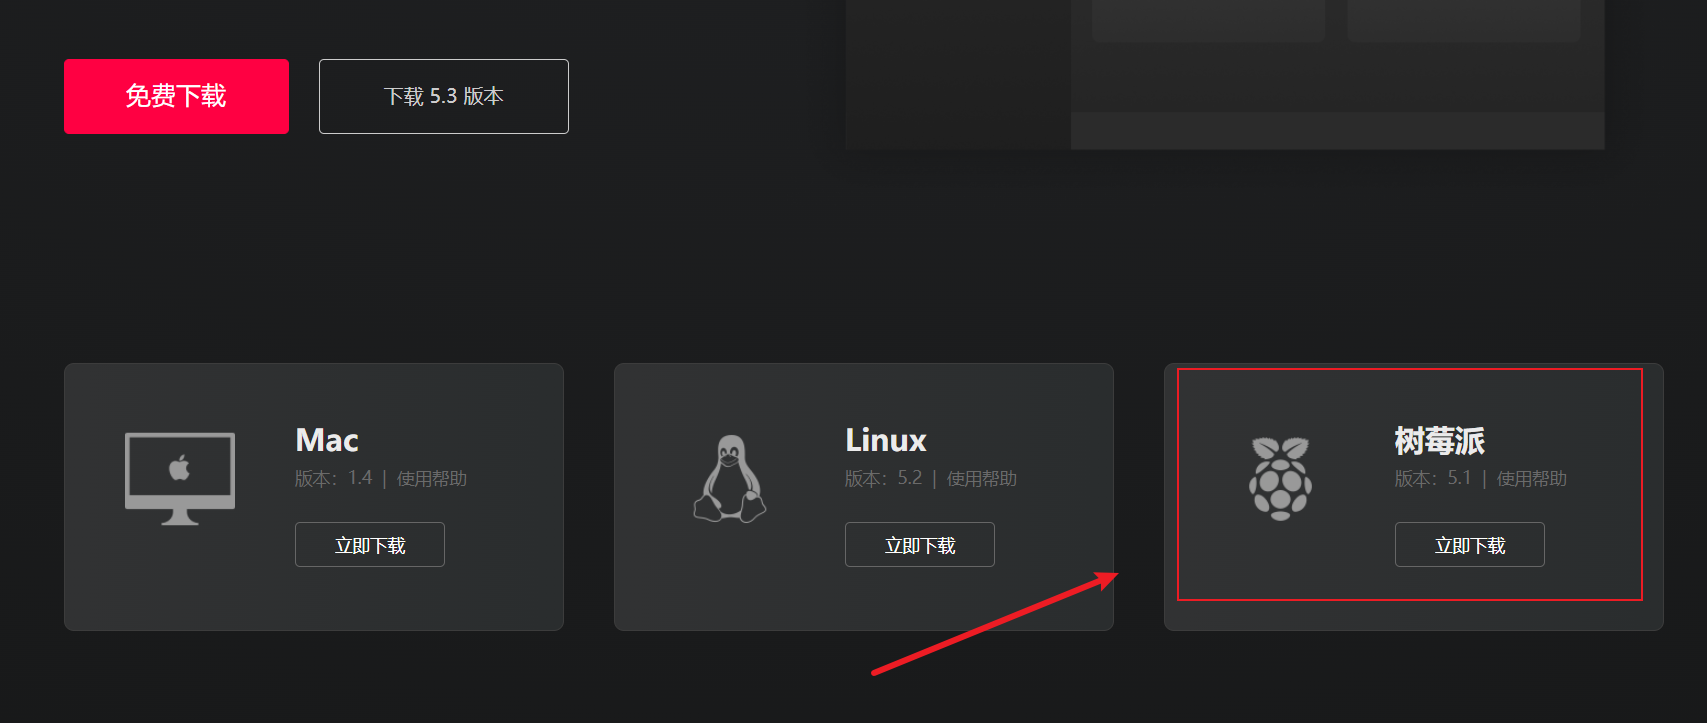 免费下载
下载 5.3 版本
Mac
版本：1.4 | 使用帮助
立即下载
Linux
版本：5.2 | 使用帮助
立即下载
树莓派
版本：5.1 | 使用帮助
立即下载